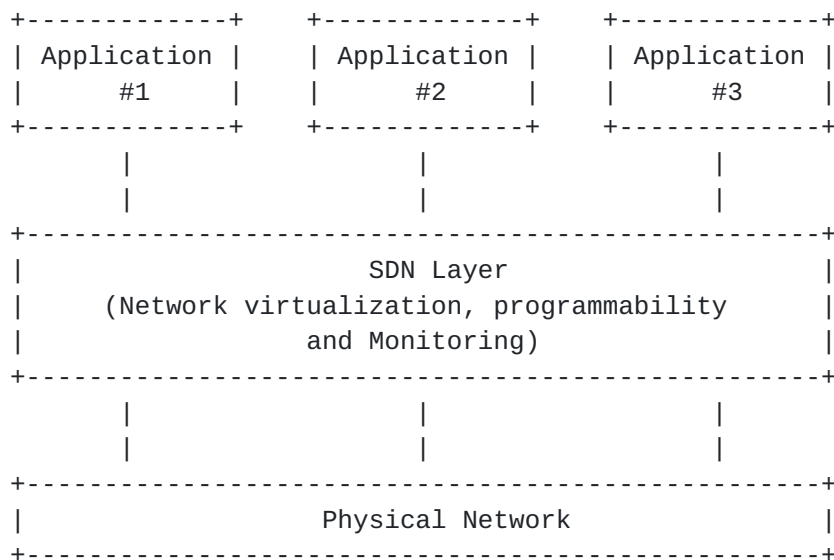 Application Application Application
#1 #2 #3
SDN Layer
(Network virtualization, programmability
and Monitoring)
Physical Network